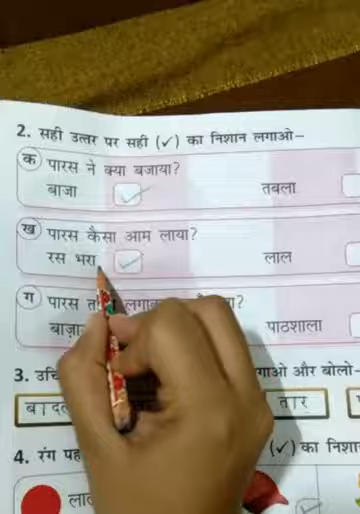 2. सही उत्तर पर सही (✓) का निशान लगाओ–
क पारस ने क्या बजाया?
बाजा ✓ तबला
ख पारस कैसा आम लाया?
रस भरा ✓ लाल
ग पारस
पाठशाला
3. और बोलो–
तार
4. रंग (✓) का